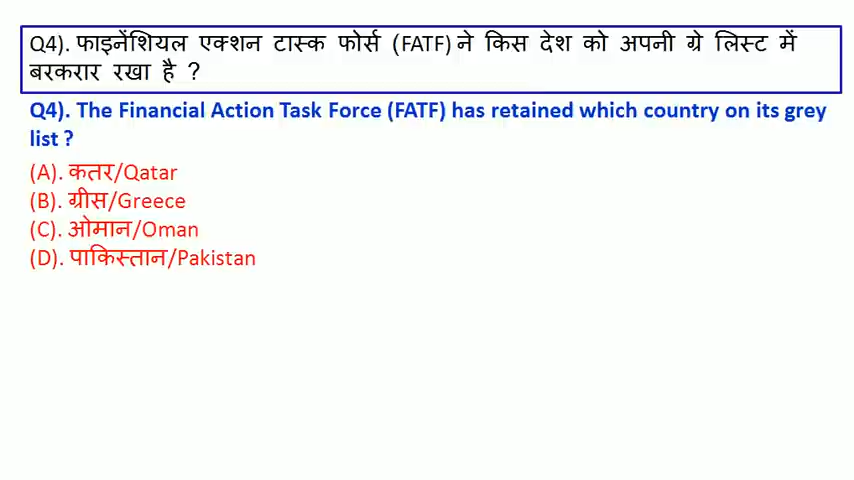 Q4). फाइनेंशियल एक्शन टास्क फोर्स (FATF) ने किस देश को अपनी ग्रे लिस्ट में
बरकरार रखा है ?
Q4). The Financial Action Task Force (FATF) has retained which country on its grey
list ?
(A). कतर/Qatar
(B). ग्रीस/Greece
(C). ओमान/Oman
(D). पाकिस्तान/Pakistan